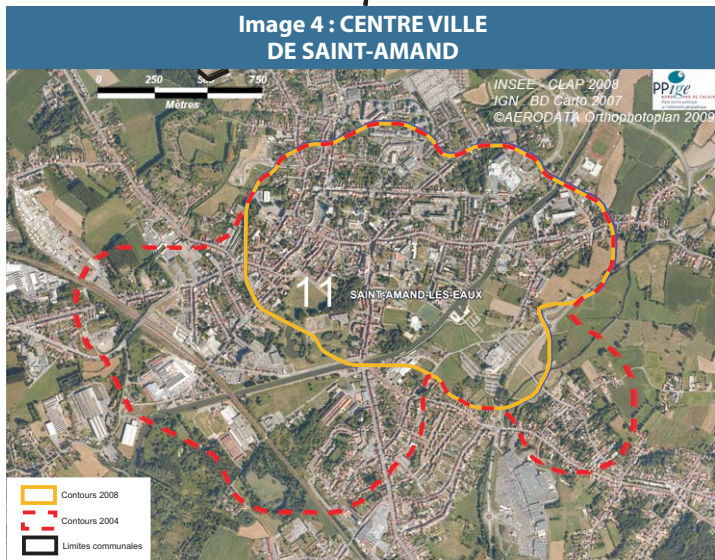 Image 4 : CENTRE VILLE
DE SAINT-AMAND
0 250 500 750
Mètres
INSEE - CLAP 2008
IGN BD Carto 2007
©AERODATA Orthophotoplan 2009
PPige
11 SAINT-AMAND-LES-EAUX
Contours 2008
Contours 2004
Limites communales